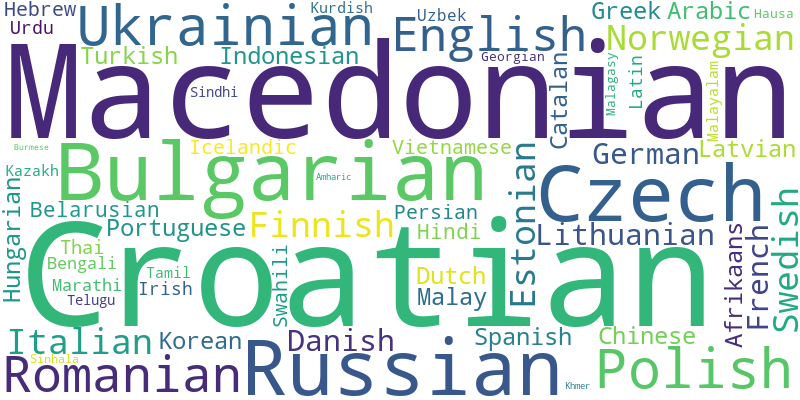 Hebrew
Urdu
Ukrainian
Kurdish
Uzbek
English
Greek
Arabic
Hausa
Norwegian
Turkish
Indonesian
Georgian
Macedonian
Sindhi
Catalan
Malagasy
Latin
Malayalam
Burmese
Bulgarian
Icelandic
Vietnamese
German
Latvian
Kazakh
Amharic
Czech
Hungarian
Belarusian
Portuguese
Finnish
Persian
Hindi
Estonian
Lithuanian
Swedish
Croatian
Thai
Bengali
Marathi
Telugu
Tamil
Irish
Swahili
Dutch
Malay
Afrikaans
French
Italian
Korean
Danish
Spanish
Chinese
Sinhala
Romanian
Russian
Khmer
Polish